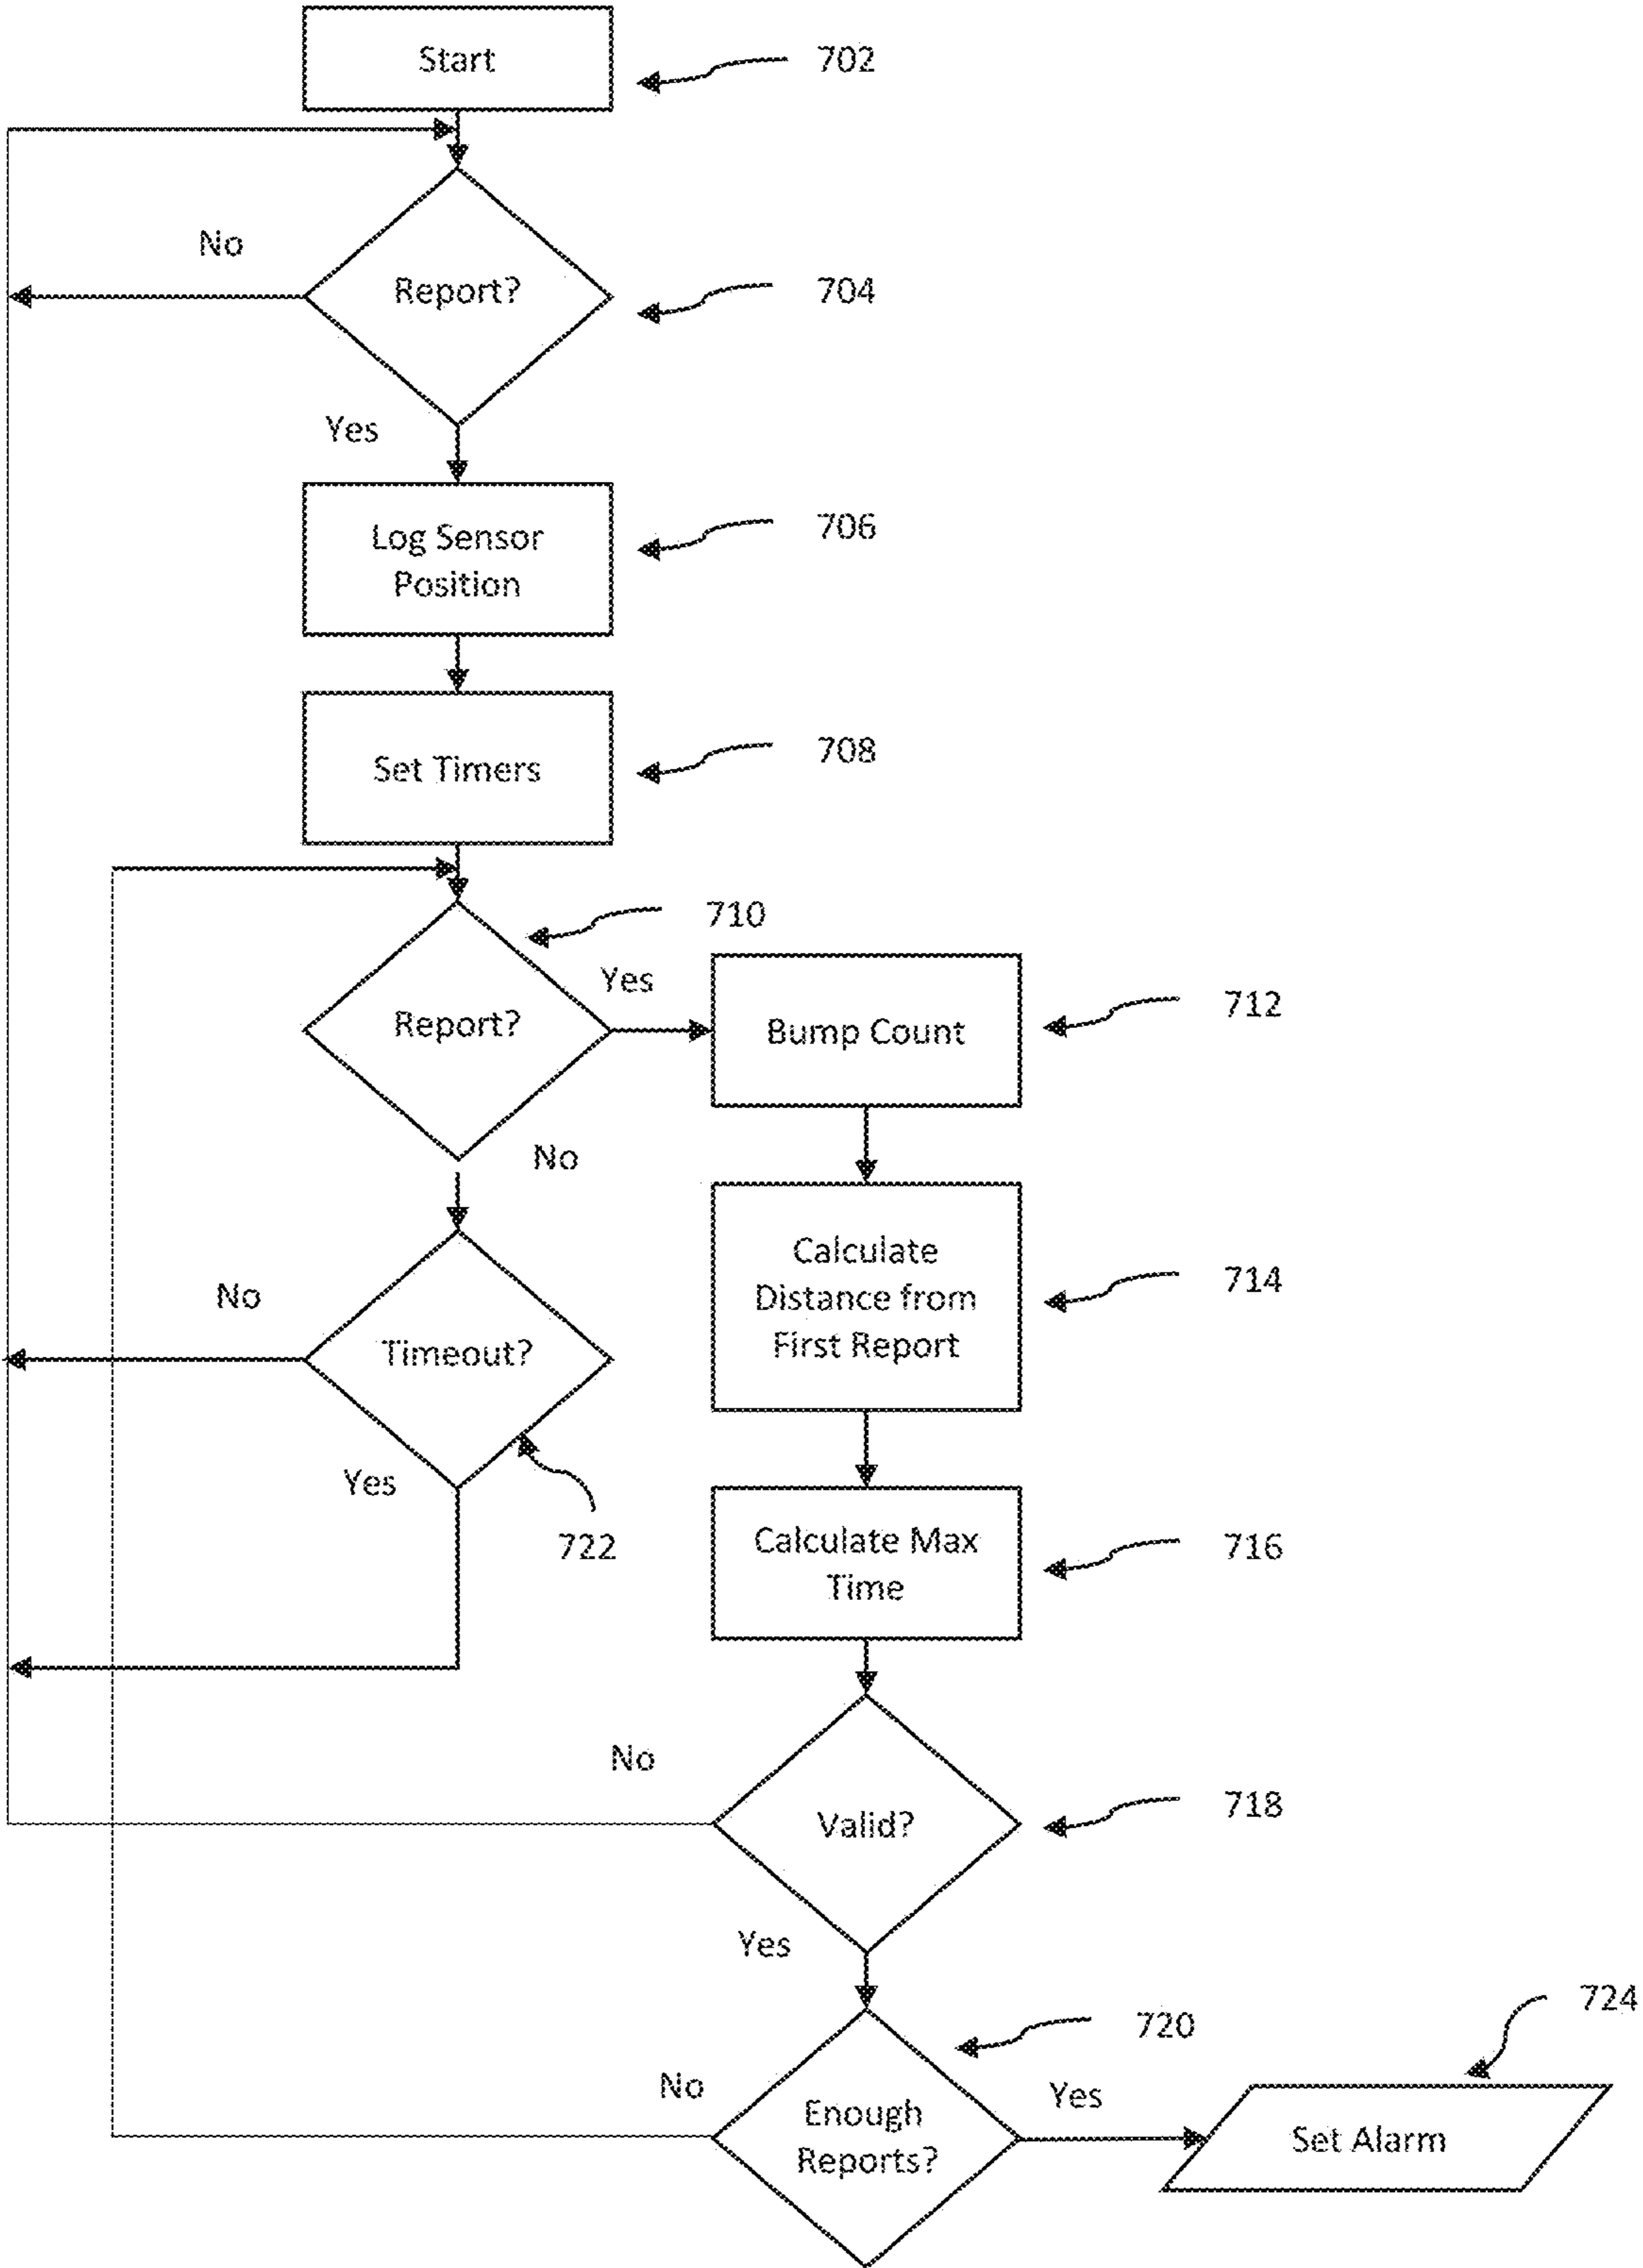 Start
702
No
Report?
704
Yes
Log Sensor
Position
706
Set Timers
708
710
Report?
Yes
Bump Count
712
No
Calculate
Distance from
First Report
714
No
Timeout?
Yes
722
Calculate Max
Time
716
No
Valid?
718
Yes
720
724
No
Enough
Reports?
Yes
Set Alarm